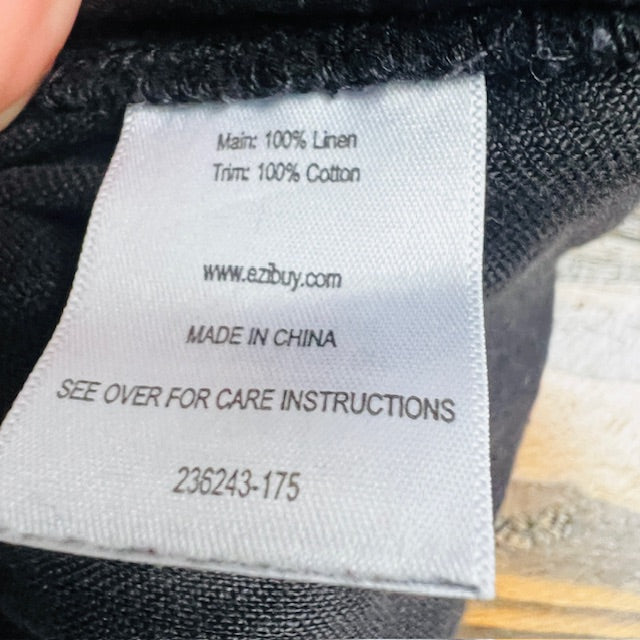 Main: 100% Linen
Trim: 100% Cotton
www.ezibuy.com
MADE IN CHINA
SEE OVER FOR CARE INSTRUCTIONS
236243-175